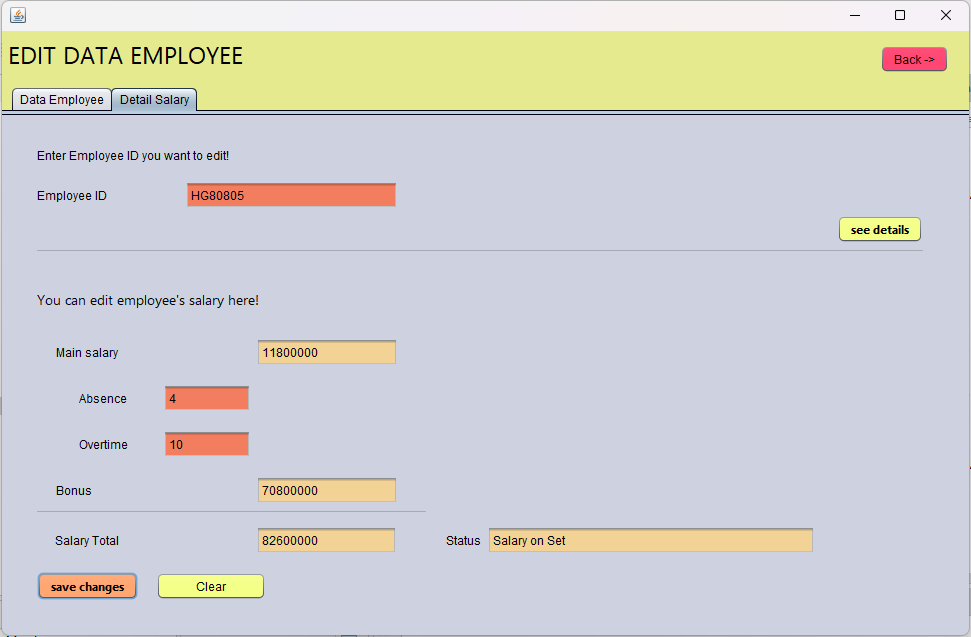 EDIT DATA EMPLOYEE
Back ->
Data Employee
Detail Salary
Enter Employee ID you want to edit!
Employee ID HG80805
see details
You can edit employee's salary here!
Main salary 11800000
Absence 4
Overtime 10
Bonus 70800000
Salary Total 82600000 Status Salary on Set
save changes Clear